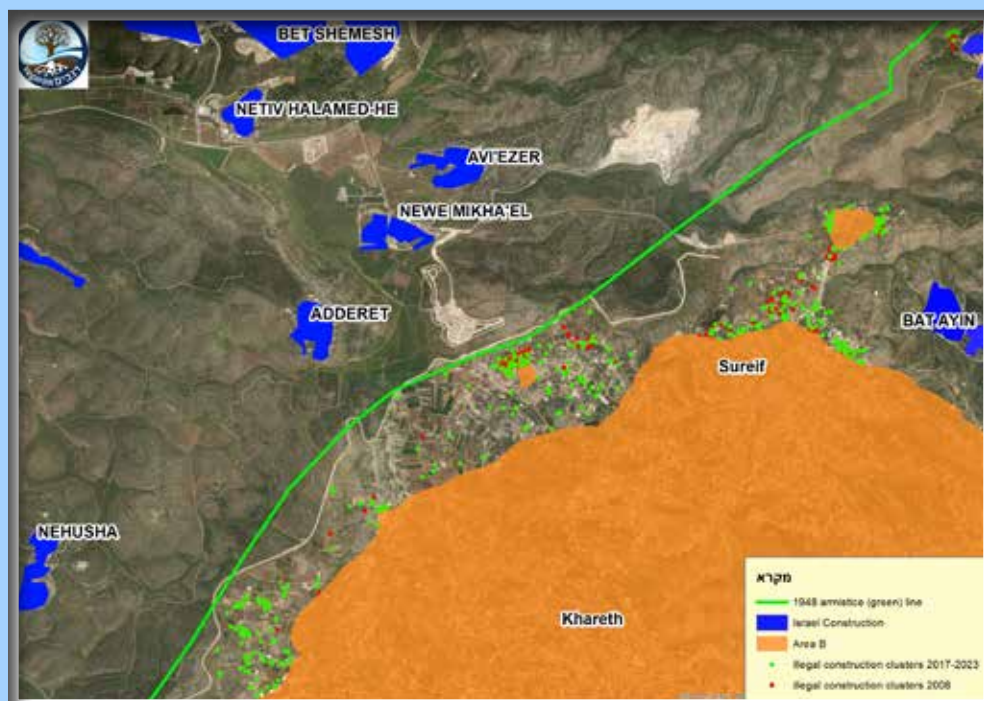 BET SHEMESH
NETIV HALAMED-HE
AVI'EZER
NEWE MIKHA'EL
ADDERET
BAT AYIN
Sureif
NEHUSHA
Khareth
מקרא
1948 armistice (green) line
Israel Construction
Area B
Illegal construction clusters 2017-2023
Illegal construction clusters 2008